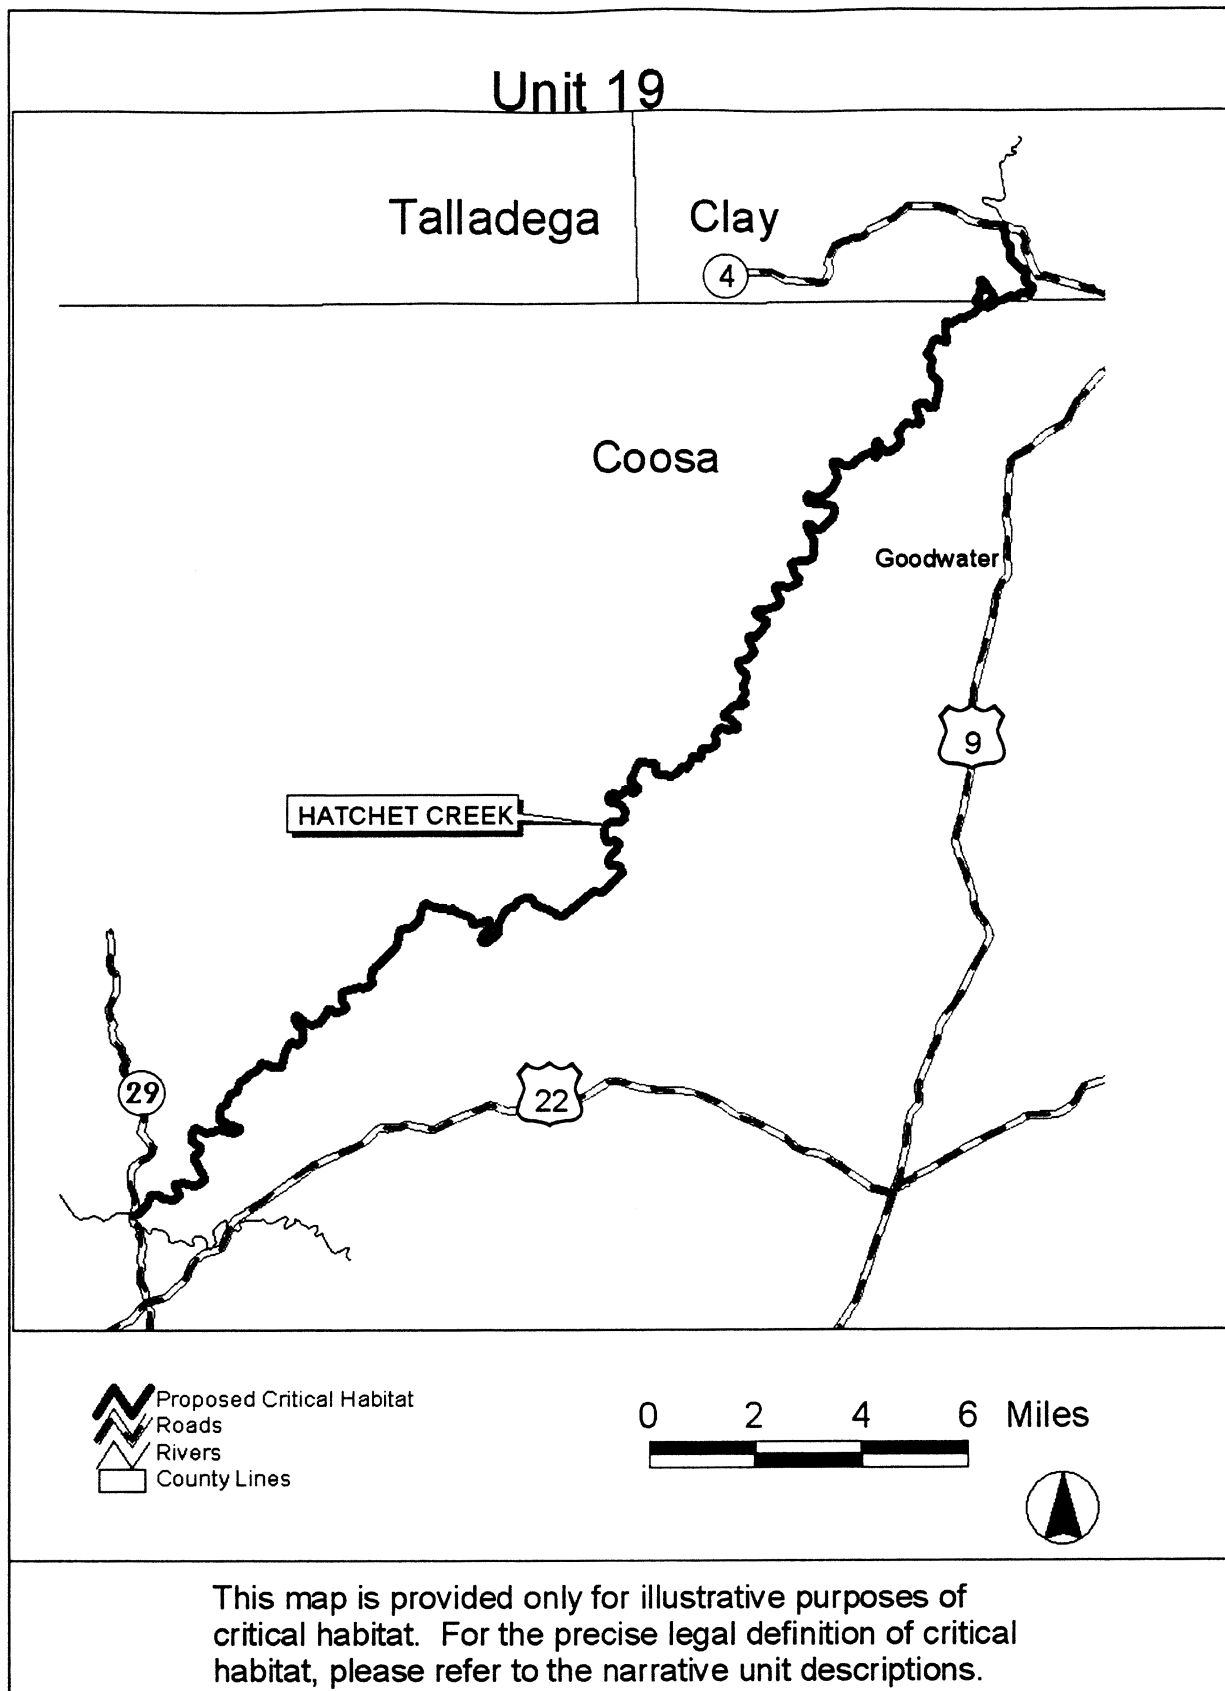 Unit 19
Talladega
Clay
4
Coosa
Goodwater
9
HATCHET CREEK
29
22
Proposed Critical Habitat
Roads
Rivers
County Lines
0 2 4 6 Miles
This map is provided only for illustrative purposes of
critical habitat. For the precise legal definition of critical
habitat, please refer to the narrative unit descriptions.